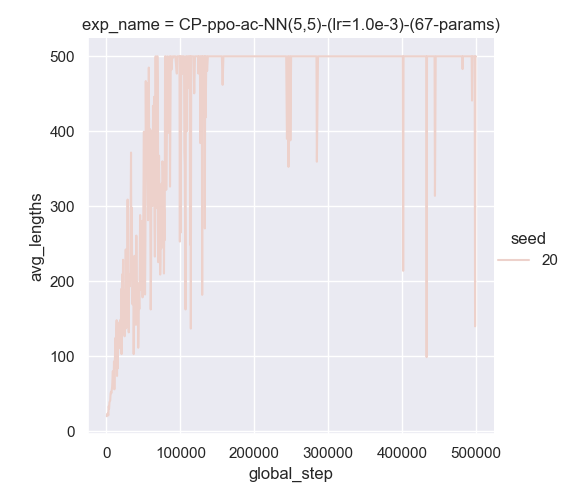 exp_name = CP-ppo-ac-NN(5,5)-(lr=1.0e-3)-(67-params)
500
400
300
200
100
0
avg_lengths
0 100000 200000 300000 400000 500000
global_step
seed
20